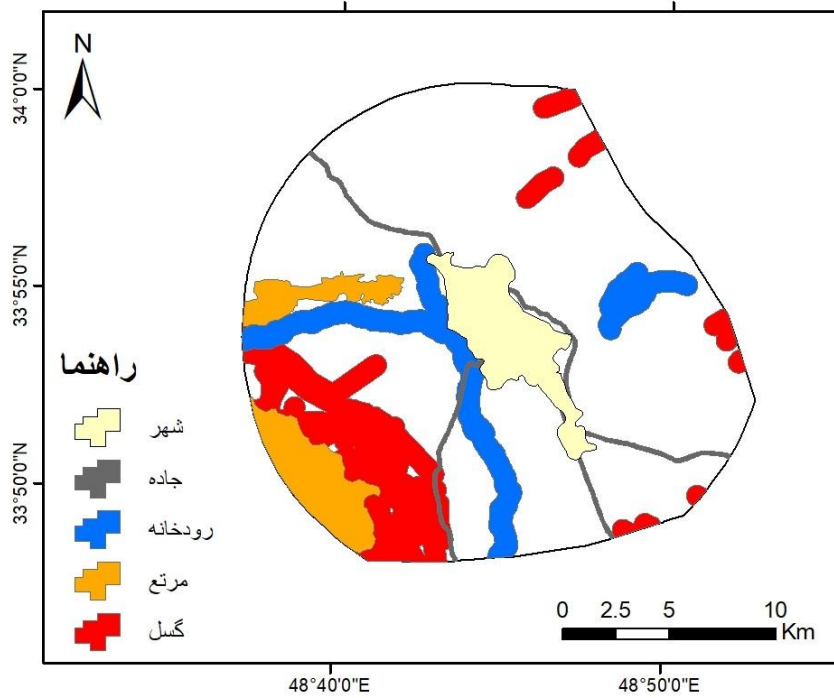 N
34°0'0"N
33°55'0"N
33°50'0"N
راهنما
شهر
جاده
رودخانه
مرتع
گسل
0 2.5 5 10
Km
48°40'0"E
48°50'0"E